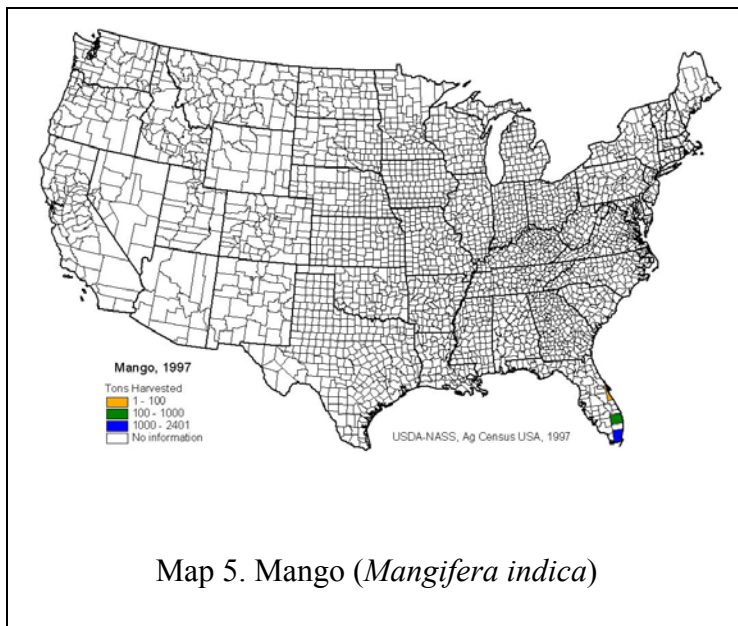 Mango, 1997
Tons Harvested
1 - 100
100 - 1000
1000 - 2401
No information
USDA-NASS, Ag Census USA, 1997
Map 5. Mango (Mangifera indica)